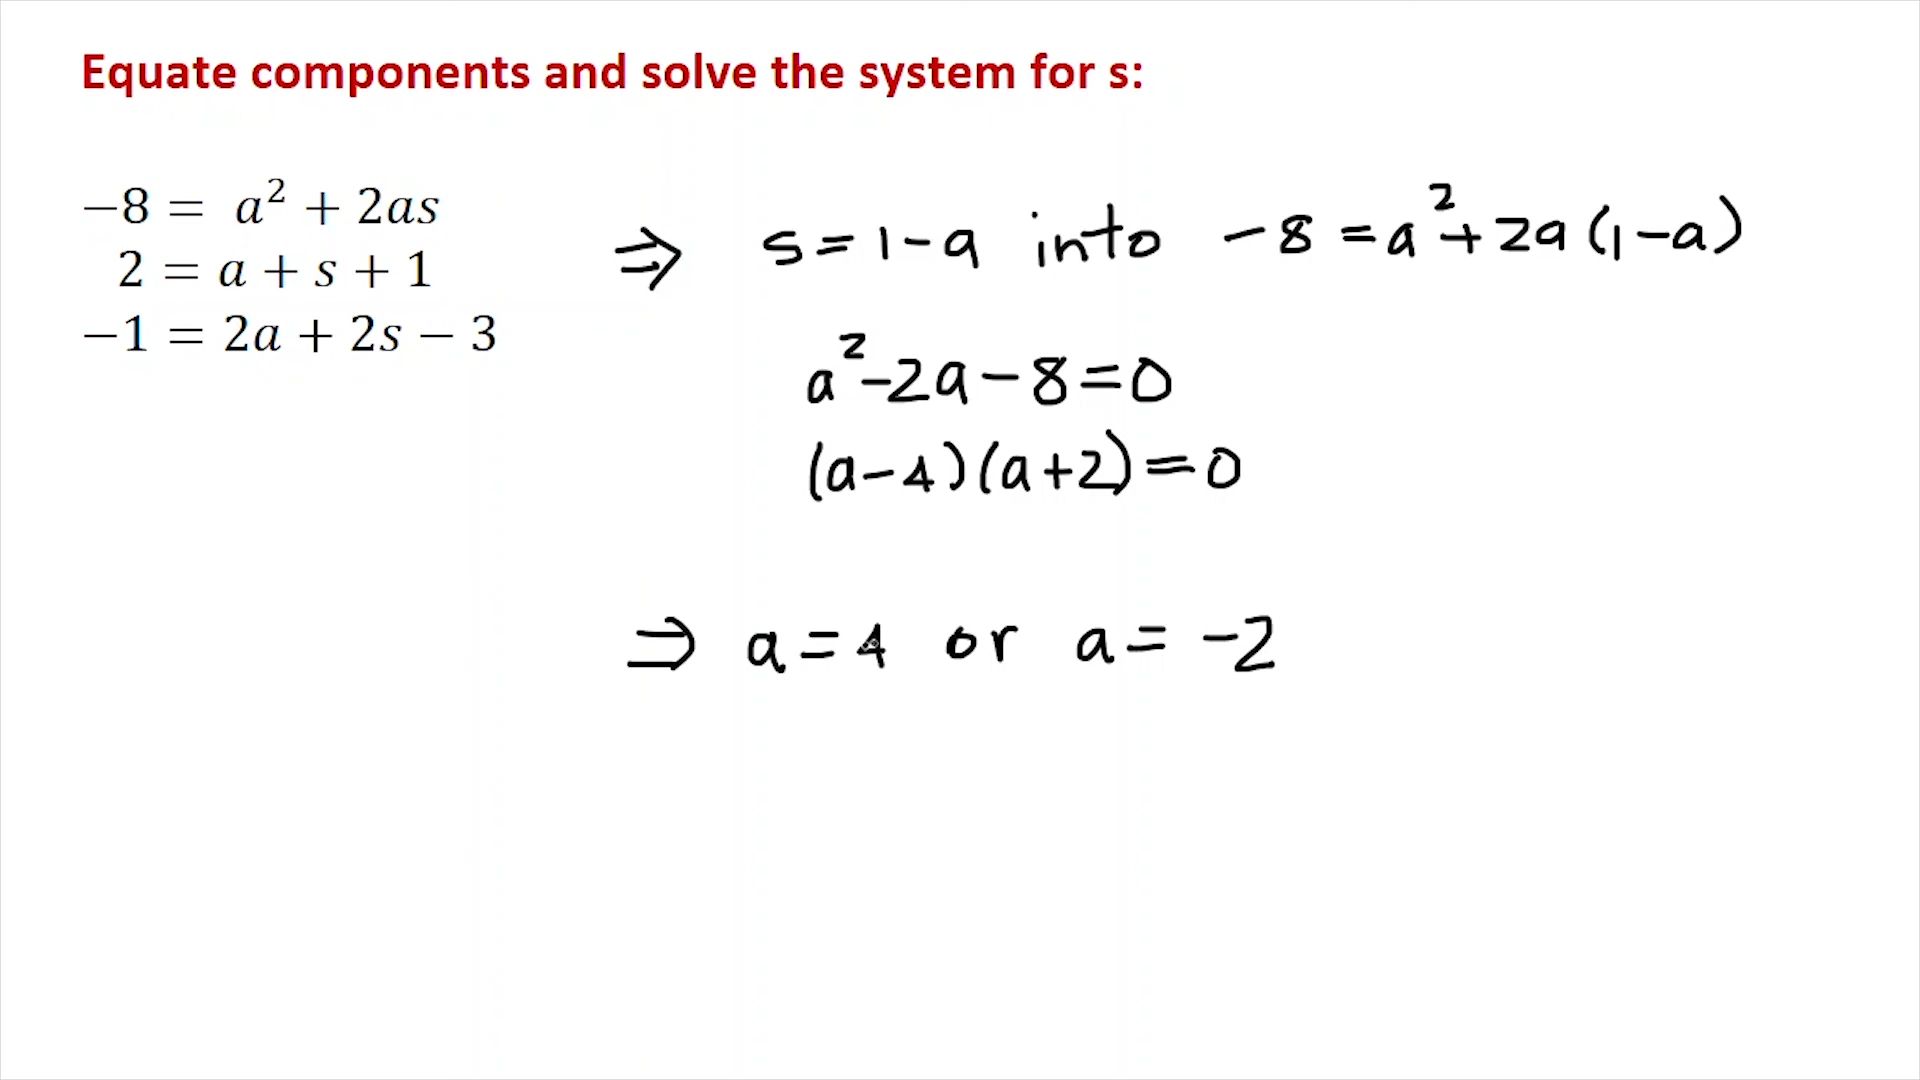 Equate components and solve the system for s:
−8 = a² + 2as
2 = a + s + 1
−1 = 2a + 2s − 3
⇒ s = 1 − a into −8 = a² + 2a (1 − a)
a² − 2a − 8 = 0
(a − 4)(a + 2) = 0
⇒ a = 4 or a = −2